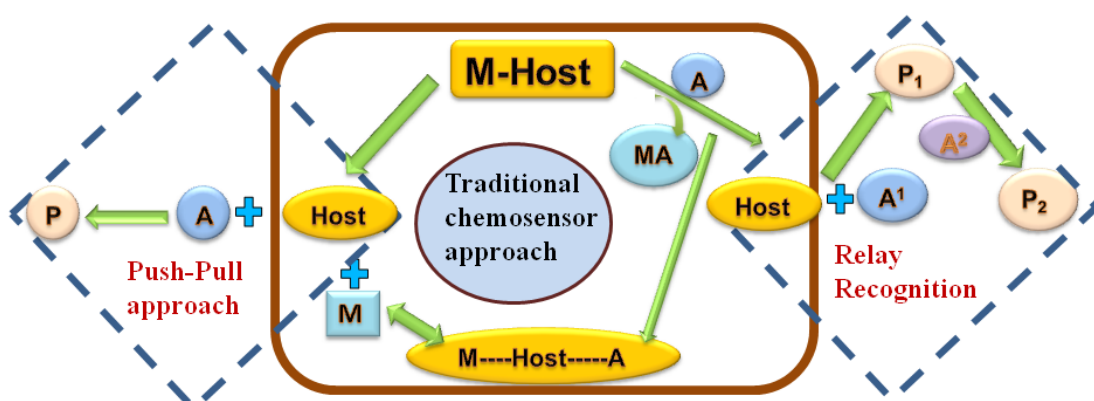 M-Host
A
P₁
A²
MA
P₂
P
A
Host
Traditional
chemosensor
approach
Host
A¹
Push-Pull
approach
Relay
Recognition
M
M----Host-----A